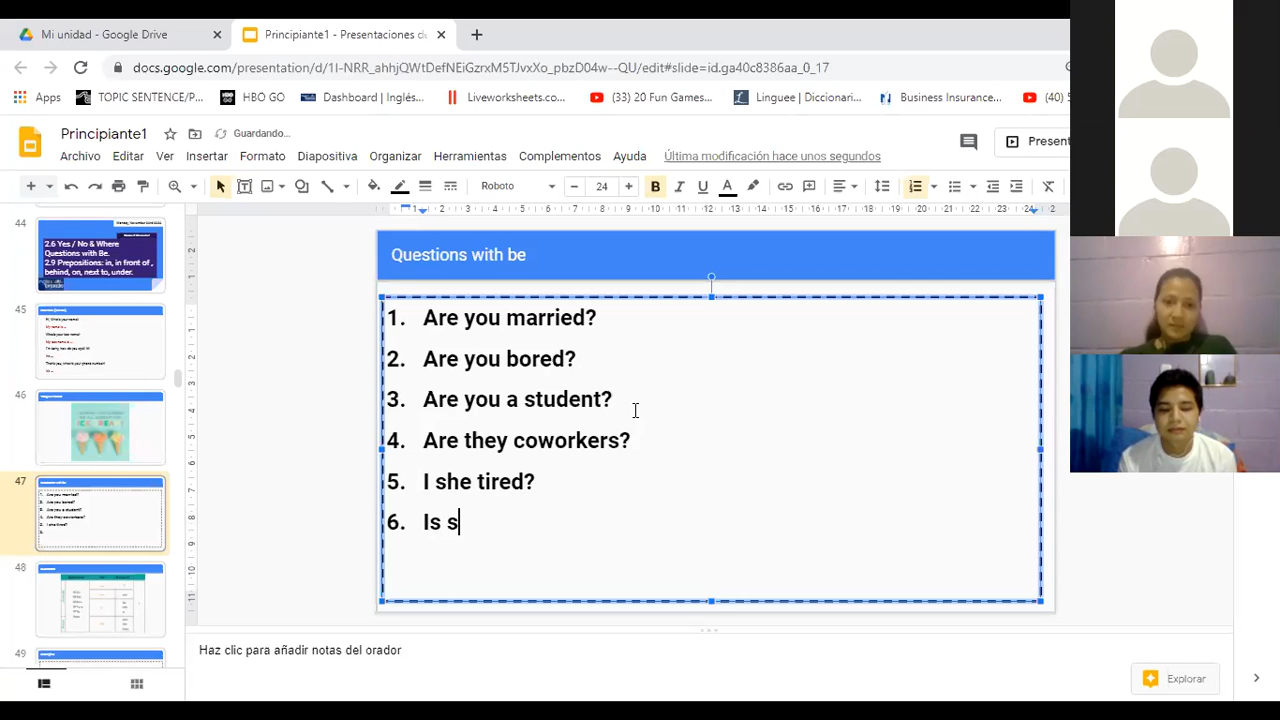 Mi unidad - Google Drive
Principiante1 - Presentaciones de
docs.google.com/presentation/d/1I-NRR_ahhjQWtDefNEiGzrxM5TJvxXo_pbzD04w--QU/edit#slide=id.ga40c8386aa_0_17
Apps
TOPIC SENTENCE/P...
HBO GO
Dashboard | Inglés...
Liveworksheets.co...
(33) 20 Fun Games...
Linguee | Diccionari...
Business Insurance...
(40)
Principiante1
Guardando...
Present
Archivo
Editar
Ver
Insertar
Formato
Diapositiva
Organizar
Herramientas
Complementos
Ayuda
Última modificación hace unos segundos
Roboto
24
B
I
U
A
44
2.6 Yes / No & Where
Questions with Be.
2.9 Prepositions: in, in front of,
behind, on, next to, under.
45
46
47
48
49
Questions with be
1. Are you married?
2. Are you bored?
3. Are you a student?
4. Are they coworkers?
5. I she tired?
6. Is s
Haz clic para añadir notas del orador
Explorar